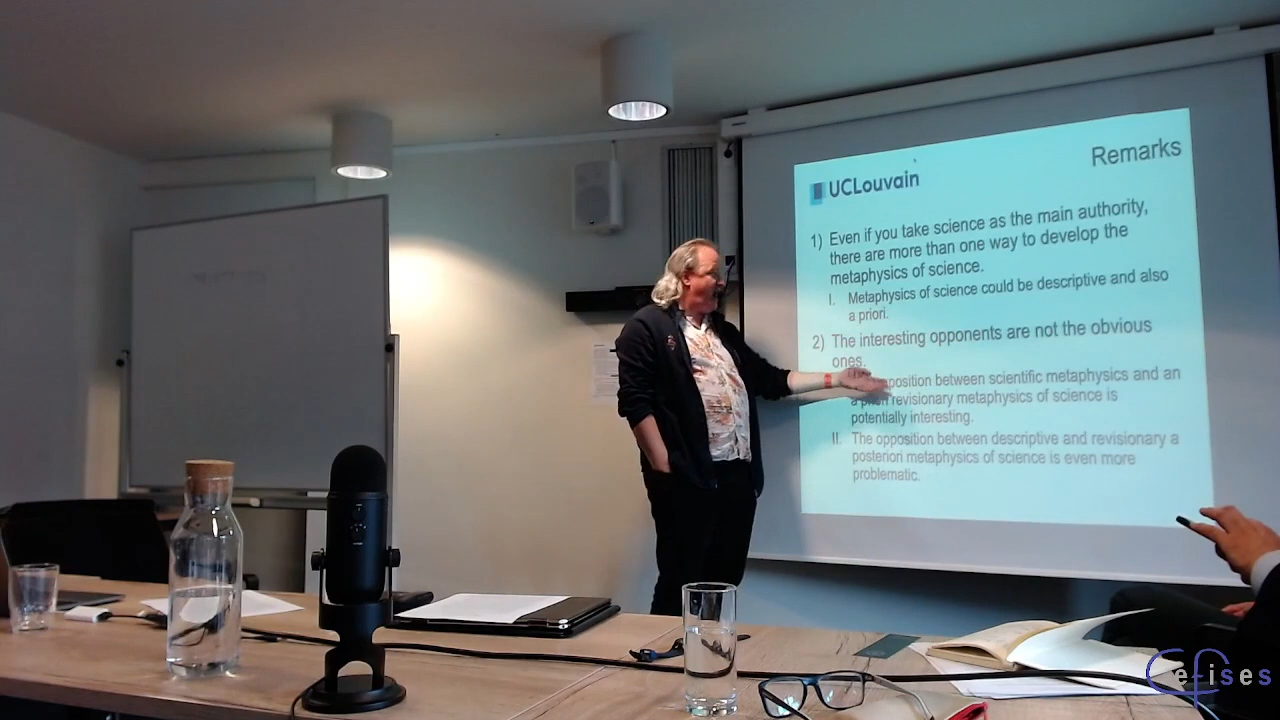 Remarks
UCLouvain
1) Even if you take science as the main authority,
there are more than one way to develop the
metaphysics of science.
I. Metaphysics of science could be descriptive and also
a priori.
2) The interesting opponents are not the obvious
ones.
opposition between scientific metaphysics and an
a priori revisionary metaphysics of science is
potentially interesting.
II. The opposition between descriptive and revisionary a
posteriori metaphysics of science is even more
problematic.
Cefises